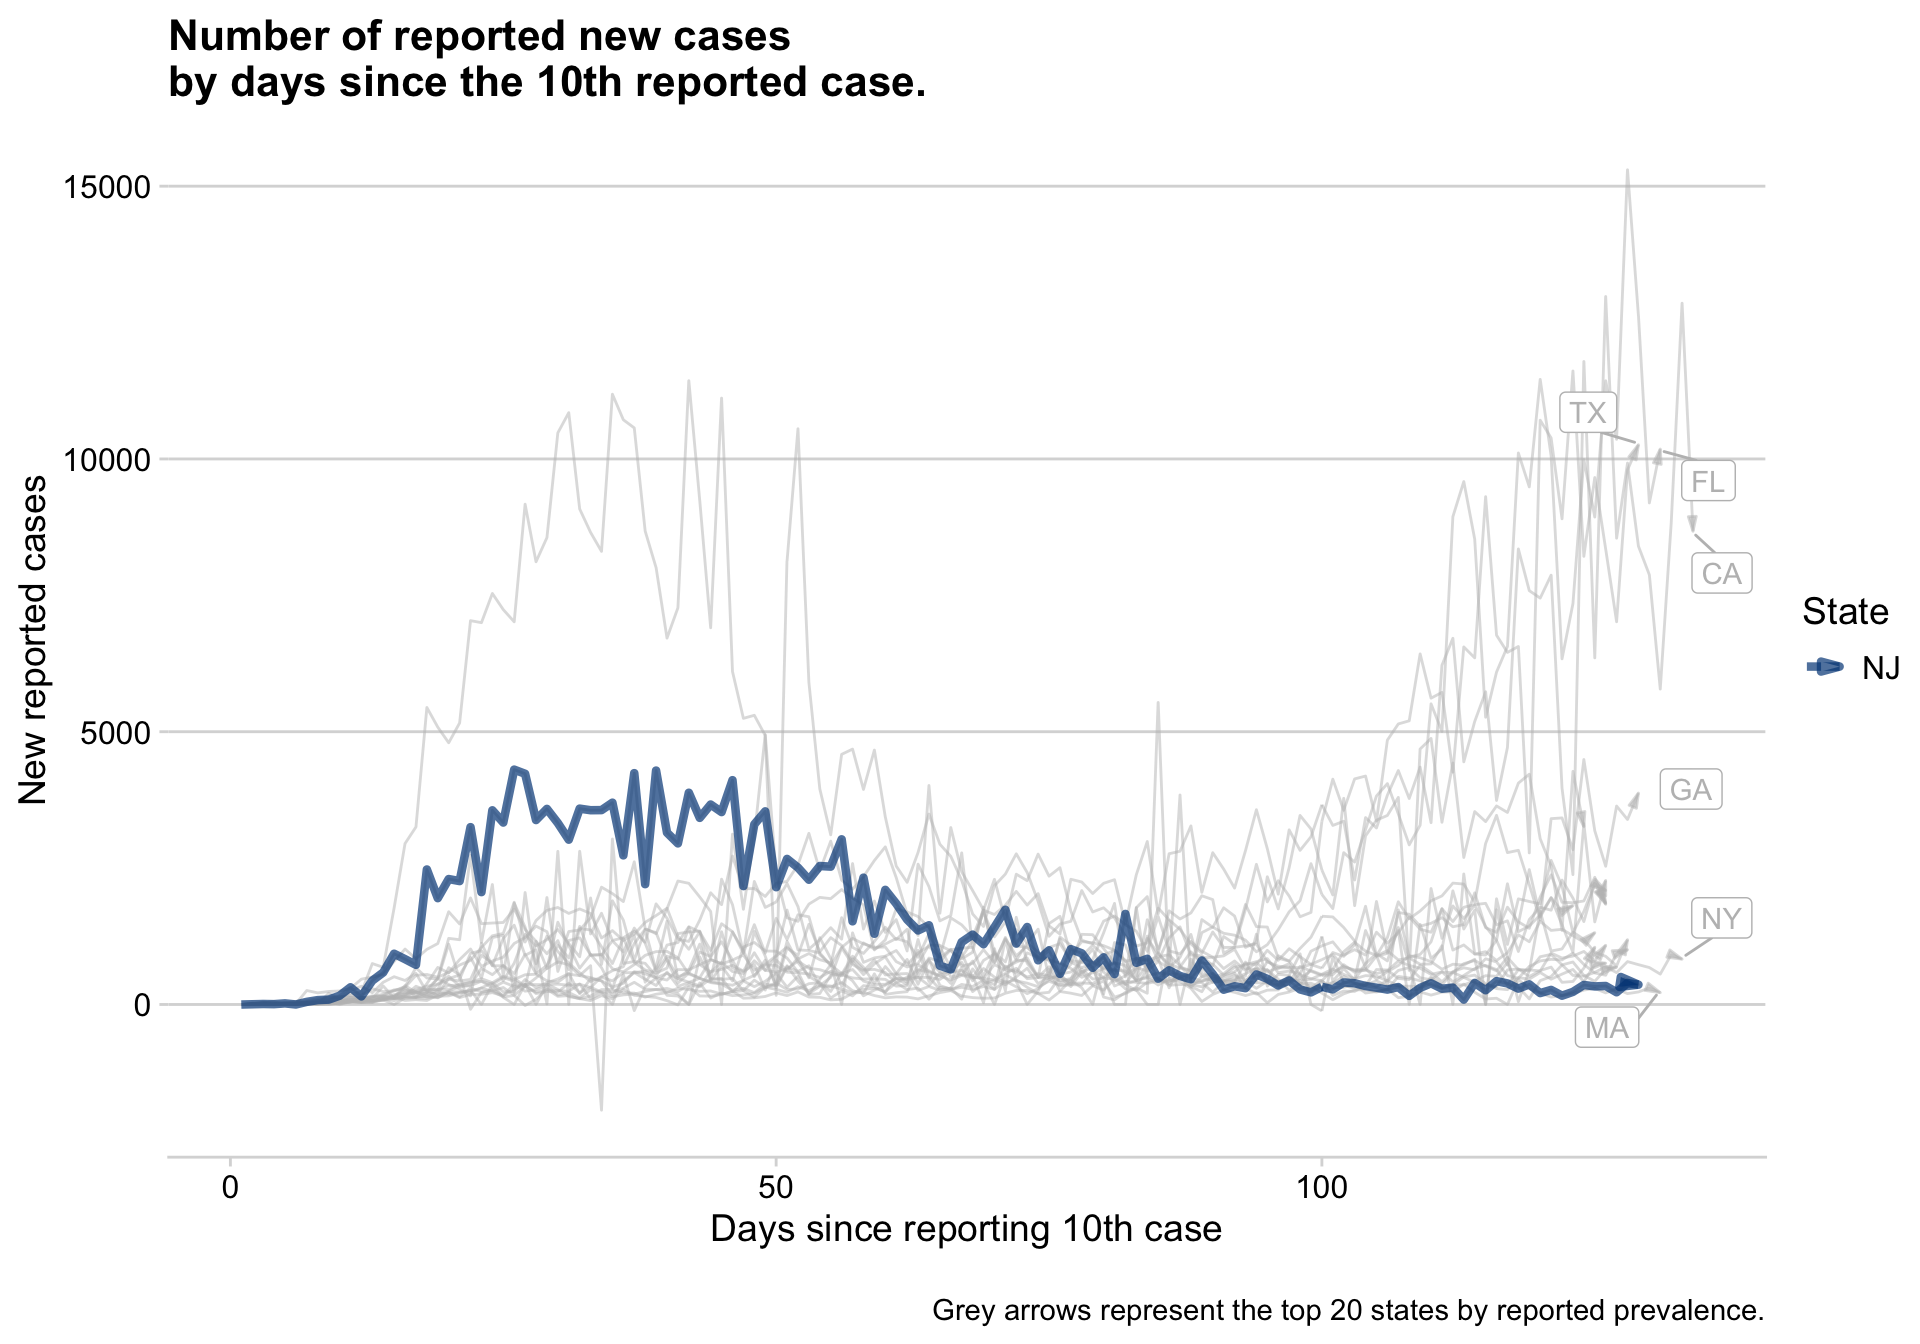 Number of reported new cases
by days since the 10th reported case.
15000
10000
5000
0
New reported cases
TX
FL
CA
GA
NY
MA
State
NJ
0
50
100
Days since reporting 10th case
Grey arrows represent the top 20 states by reported prevalence.